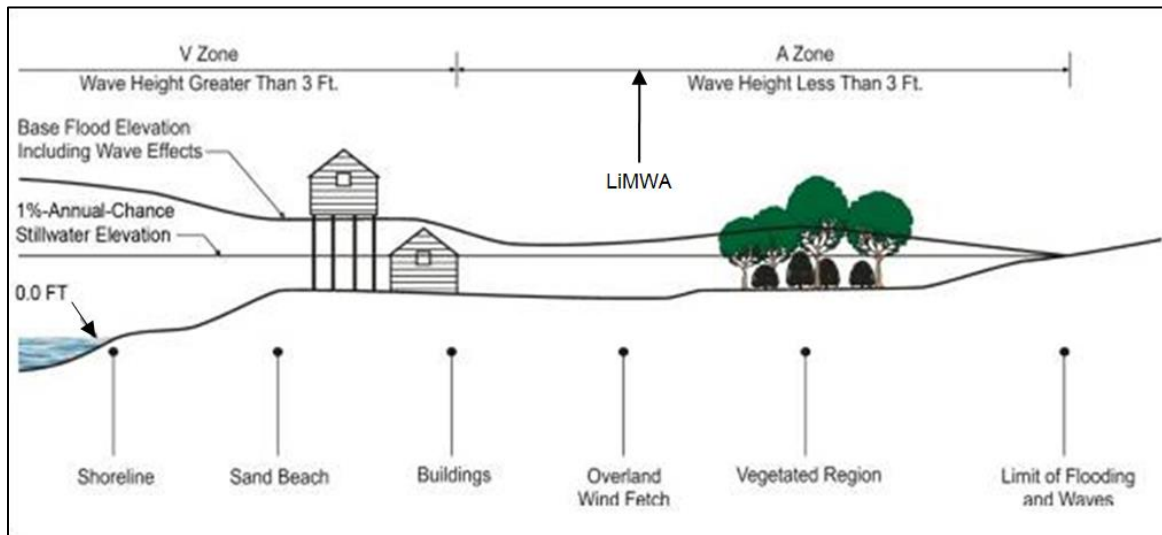 V Zone
Wave Height Greater Than 3 Ft.
A Zone
Wave Height Less Than 3 Ft.
LiMWA
Base Flood Elevation
Including Wave Effects
1%-Annual-Chance
Stillwater Elevation
0.0 FT
Shoreline
Sand Beach
Buildings
Overland
Wind Fetch
Vegetated Region
Limit of Flooding
and Waves